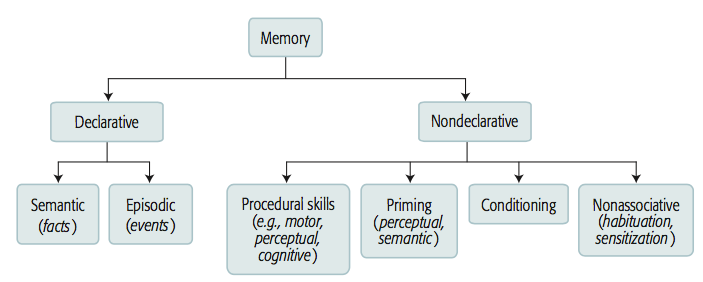 Memory
Declarative
Nondeclarative
Semantic
(facts)
Episodic
(events)
Procedural skills
(e.g., motor,
perceptual,
cognitive)
Priming
(perceptual,
semantic)
Conditioning
Nonassociative
(habituation,
sensitization)